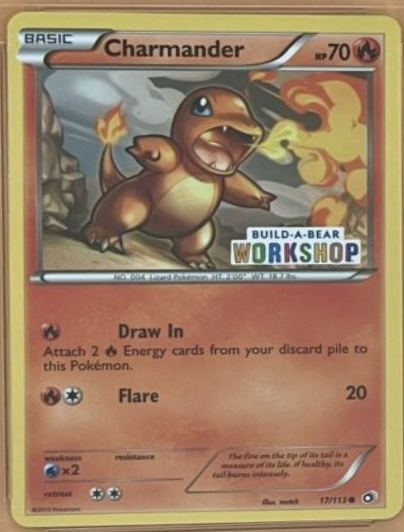 BASIC
Charmander
HP 70
BUILD-A-BEAR
WORKSHOP
NO. 004 Lizard Pokémon HT. 2'00" WT. 18.7 lbs.
Draw In
Attach 2 Energy cards from your discard pile to
this Pokémon.
Flare 20
weakness resistance
×2
The fire on the tip of its tail is a
measure of its life. If healthy, its
tail burns intensely.
retreat
©2013 Pokémon
Illus. match 17/113